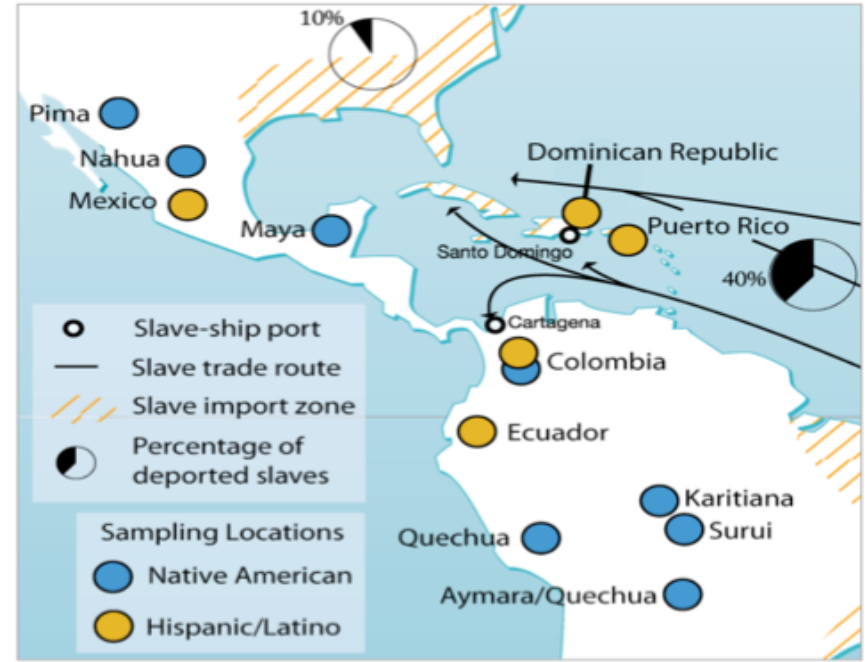 10%
Pima
Nahua
Mexico
Maya
Dominican Republic
Puerto Rico
Santo Domingo
40%
Cartagena
Colombia
Ecuador
Karitiana
Surui
Quechua
Aymara/Quechua
Slave-ship port
Slave trade route
Slave import zone
Percentage of
deported slaves
Sampling Locations
Native American
Hispanic/Latino